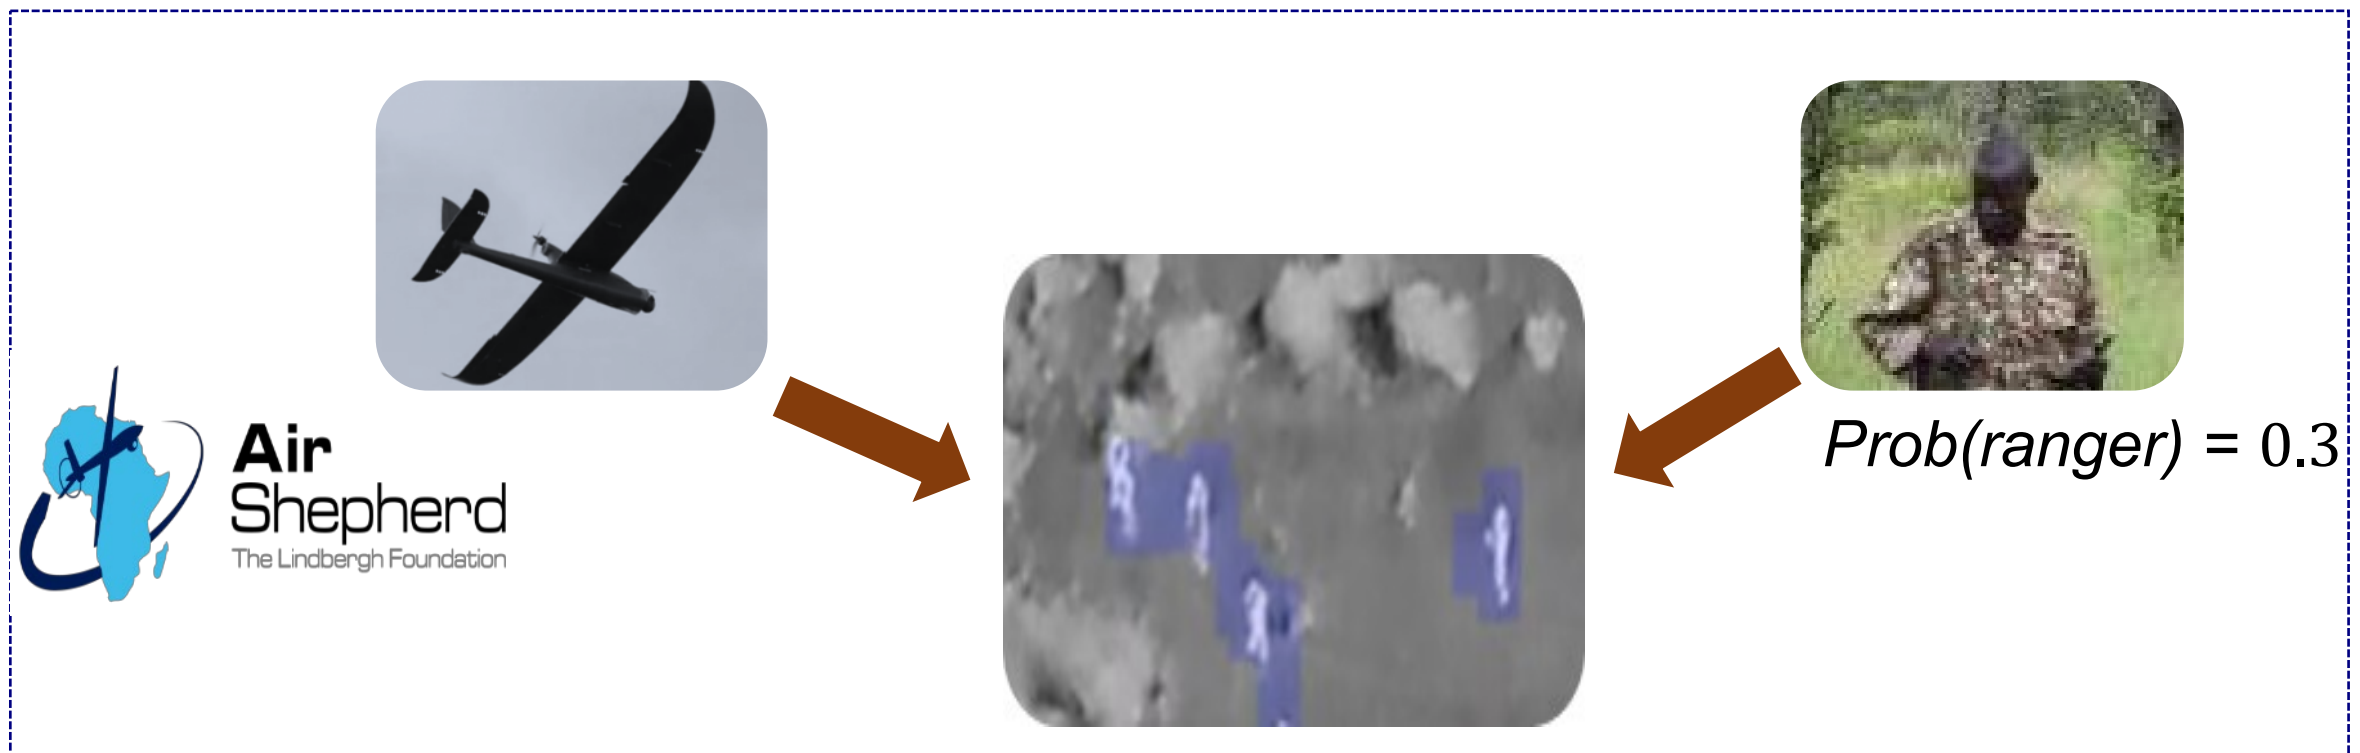 Air
Shepherd
The Lindbergh Foundation
Prob(ranger) = 0.3